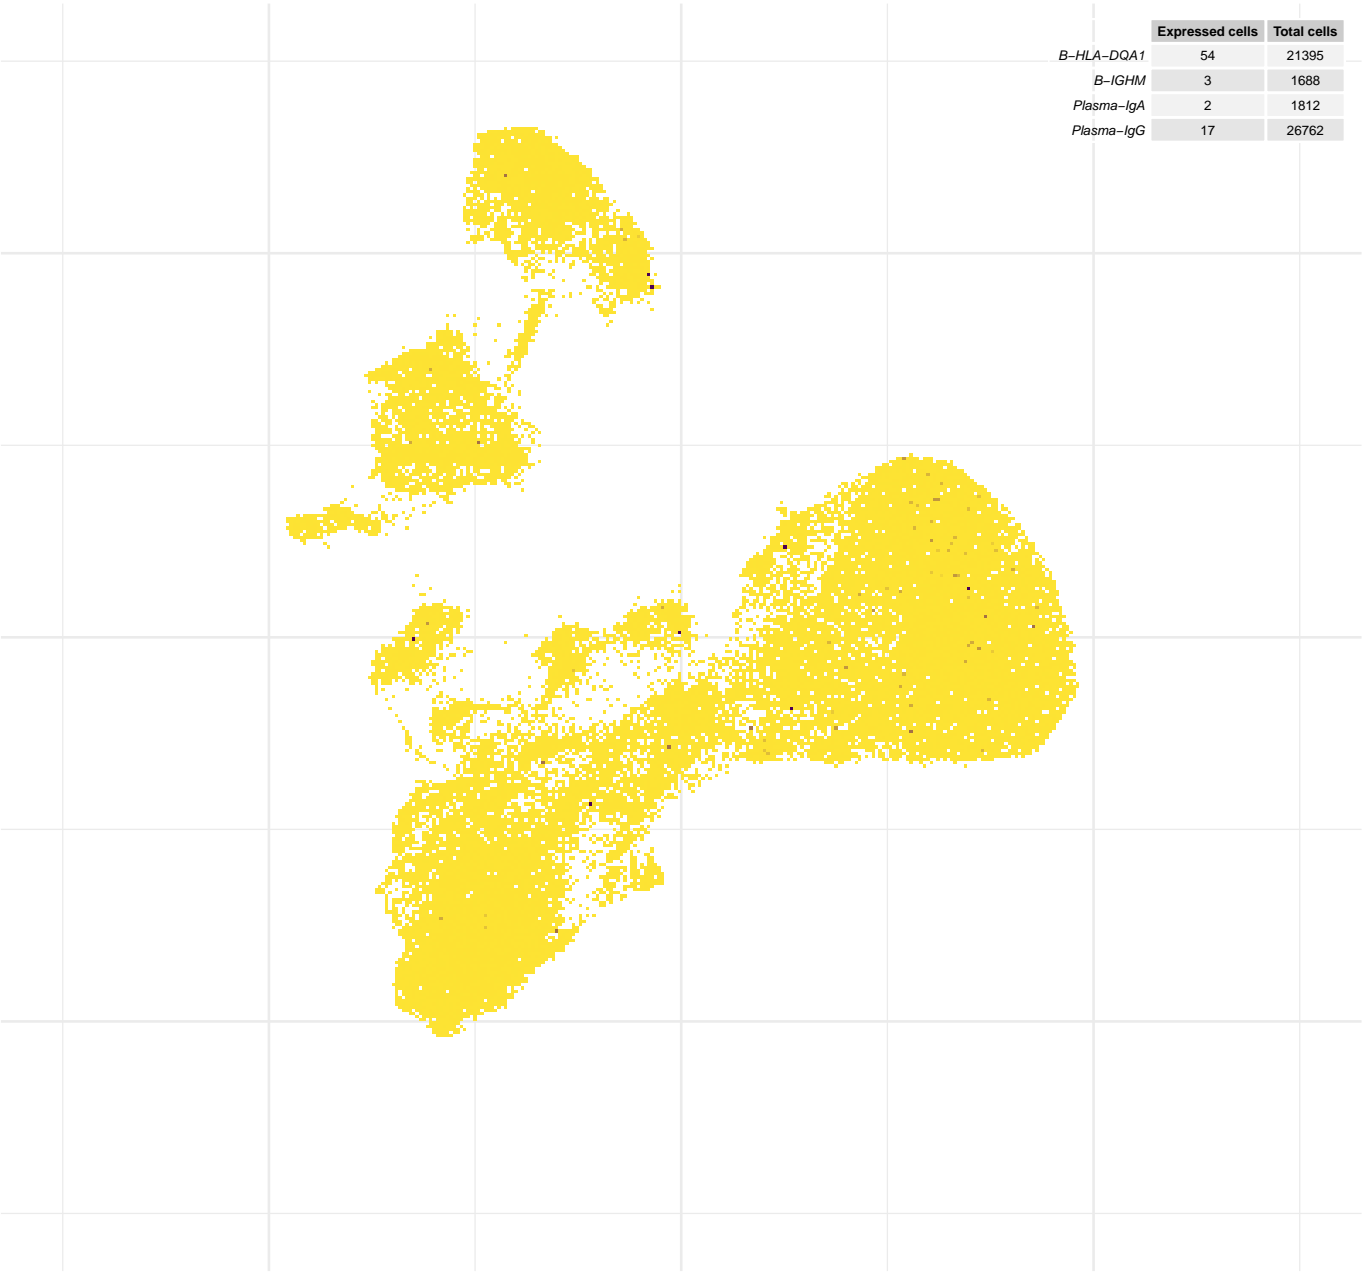 Expressed cells Total cells
B−HLA−DQA1 54 21395
B−IGHM 3 1688
Plasma−IgA 2 1812
Plasma−IgG 17 26762